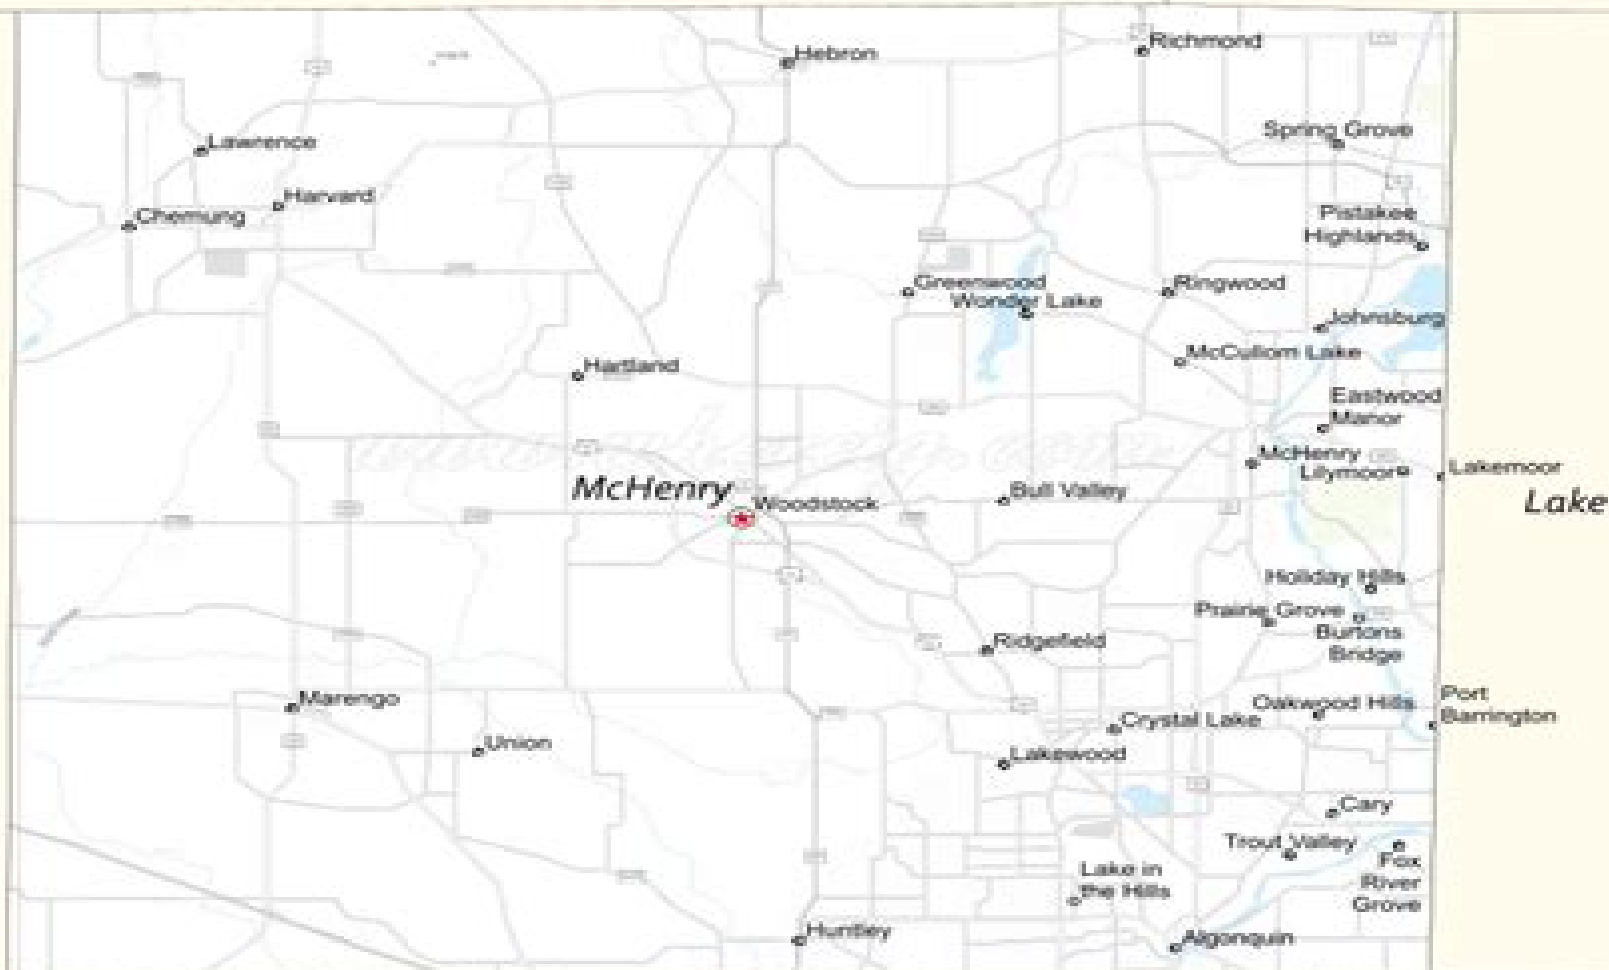 Hebron
Richmond
Spring Grove
Lawrence
Harvard
Chemung
Pistakee
Highlands
Greenwood
Wonder Lake
Ringwood
Johnsburg
McCullom Lake
Hartland
Eastwood
Manor
McHenry
Lilymoor
Lakemoor
McHenry
Woodstock
Bull Valley
Lake
Holiday Hills
Prairie Grove
Burtons
Bridge
Ridgefield
Marengo
Oakwood Hills
Port
Barrington
Crystal Lake
Union
Lakewood
Cary
Trout Valley
Fox
River
Grove
Lake in
the Hills
Huntley
Algonquin